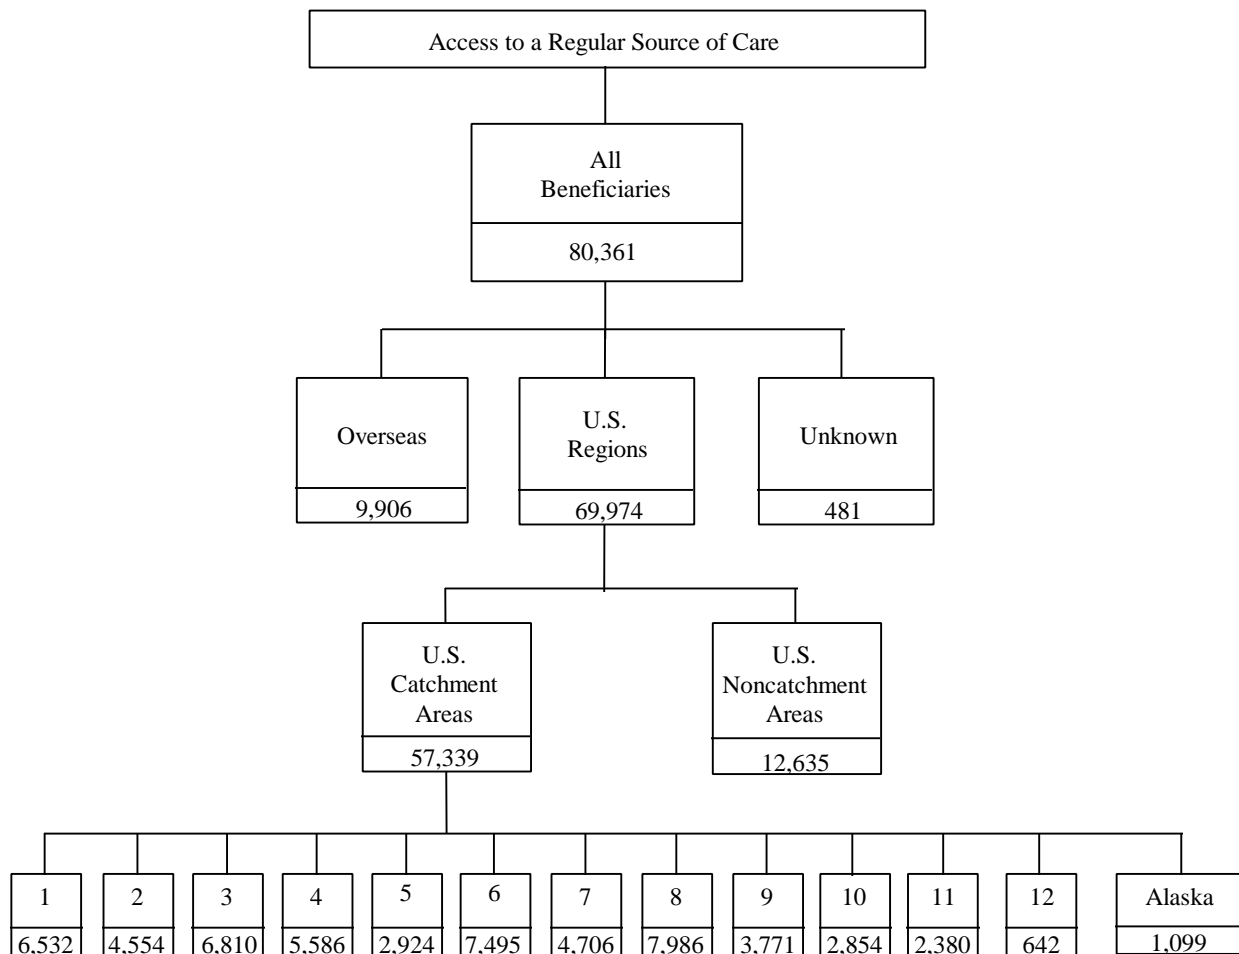 Access to a Regular Source of Care
All
Beneficiaries
80,361
Overseas
9,906
U.S.
Regions
69,974
Unknown
481
U.S.
Catchment
Areas
57,339
U.S.
Noncatchment
Areas
12,635
1
6,532
2
4,554
3
6,810
4
5,586
5
2,924
6
7,495
7
4,706
8
7,986
9
3,771
10
2,854
11
2,380
12
642
Alaska
1,099